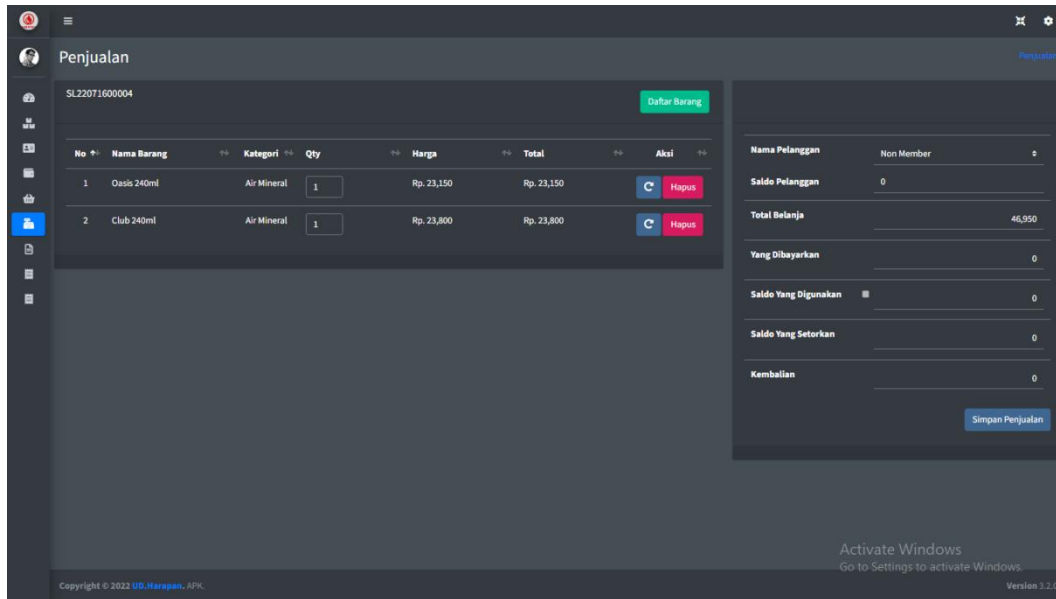 Penjualan
Penjualan
SL22071600004
Daftar Barang
No Nama Barang Kategori Qty Harga Total Aksi
1 Oasis 240ml Air Mineral 1 Rp. 23,150 Rp. 23,150 Hapus
2 Club 240ml Air Mineral 1 Rp. 23,800 Rp. 23,800 Hapus
Nama Pelanggan Non Member
Saldo Pelanggan 0
Total Belanja 46,950
Yang Dibayarkan 0
Saldo Yang Digunakan 0
Saldo Yang Setorkan 0
Kembalian 0
Simpan Penjualan
Activate Windows
Go to Settings to activate Windows.
Copyright © 2022 UD.Harapan. APK.
Version 3.2.0